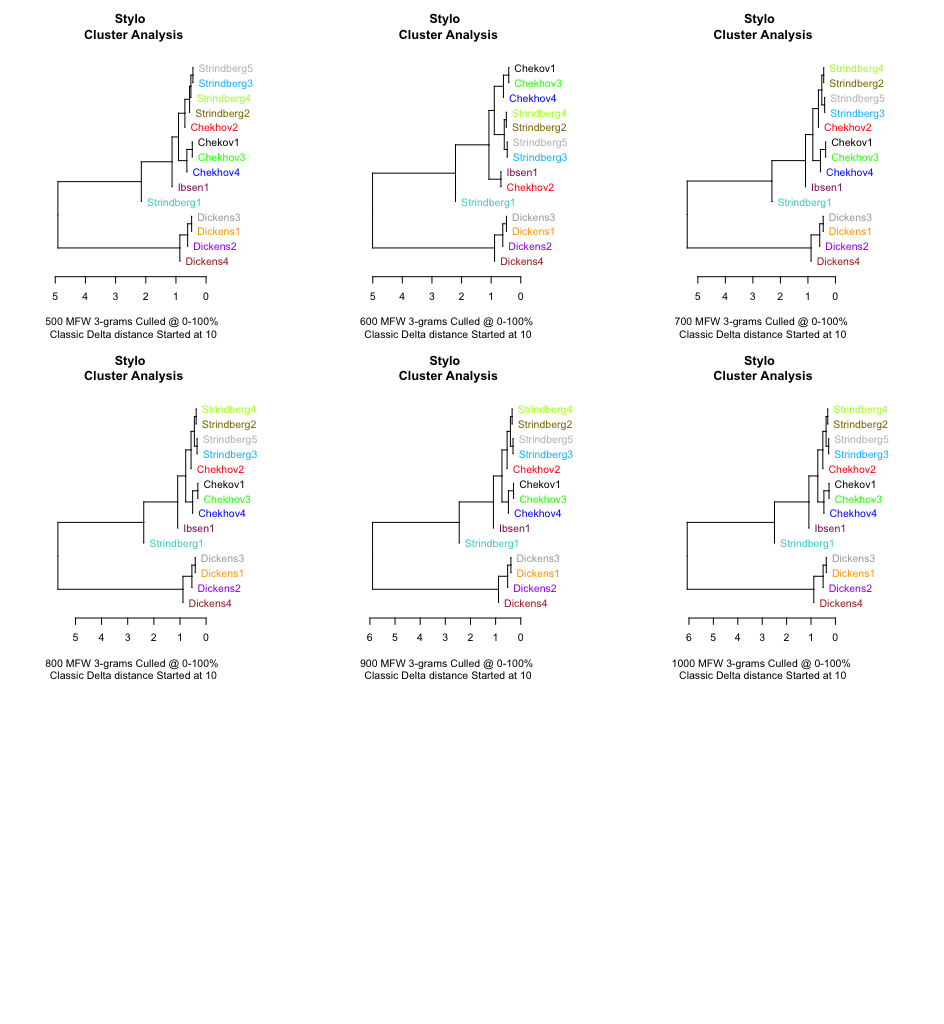 Stylo
Cluster Analysis
Strindberg5
Strindberg3
Strindberg4
Strindberg2
Chekhov2
Chekov1
Chekhov3
Chekhov4
Ibsen1
Strindberg1
Dickens3
Dickens1
Dickens2
Dickens4
5 4 3 2 1 0
500 MFW 3-grams Culled @ 0-100%
Classic Delta distance Started at 10
Stylo
Cluster Analysis
Chekov1
Chekhov3
Chekhov4
Strindberg4
Strindberg2
Strindberg5
Strindberg3
Ibsen1
Chekhov2
Strindberg1
Dickens3
Dickens1
Dickens2
Dickens4
5 4 3 2 1 0
600 MFW 3-grams Culled @ 0-100%
Classic Delta distance Started at 10
Stylo
Cluster Analysis
Strindberg4
Strindberg2
Strindberg5
Strindberg3
Chekhov2
Chekov1
Chekhov3
Chekhov4
Ibsen1
Strindberg1
Dickens3
Dickens1
Dickens2
Dickens4
5 4 3 2 1 0
700 MFW 3-grams Culled @ 0-100%
Classic Delta distance Started at 10
Stylo
Cluster Analysis
Strindberg4
Strindberg2
Strindberg5
Strindberg3
Chekhov2
Chekov1
Chekhov3
Chekhov4
Ibsen1
Strindberg1
Dickens3
Dickens1
Dickens2
Dickens4
5 4 3 2 1 0
800 MFW 3-grams Culled @ 0-100%
Classic Delta distance Started at 10
Stylo
Cluster Analysis
Strindberg4
Strindberg2
Strindberg5
Strindberg3
Chekhov2
Chekov1
Chekhov3
Chekhov4
Ibsen1
Strindberg1
Dickens3
Dickens1
Dickens2
Dickens4
6 5 4 3 2 1 0
900 MFW 3-grams Culled @ 0-100%
Classic Delta distance Started at 10
Stylo
Cluster Analysis
Strindberg4
Strindberg2
Strindberg5
Strindberg3
Chekhov2
Chekov1
Chekhov3
Chekhov4
Ibsen1
Strindberg1
Dickens3
Dickens1
Dickens2
Dickens4
6 5 4 3 2 1 0
1000 MFW 3-grams Culled @ 0-100%
Classic Delta distance Started at 10